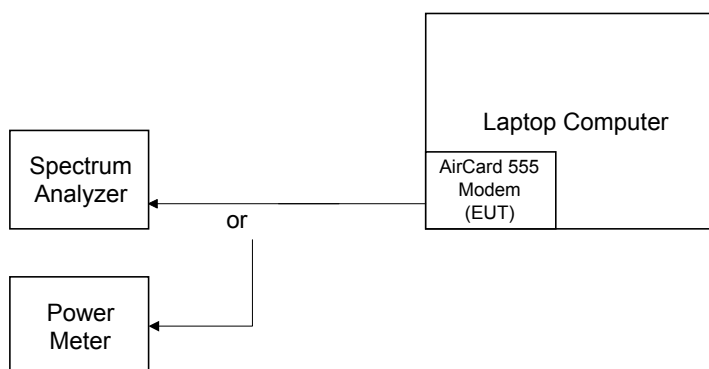 Laptop Computer
AirCard 555
Modem
(EUT)
Spectrum
Analyzer
or
Power
Meter